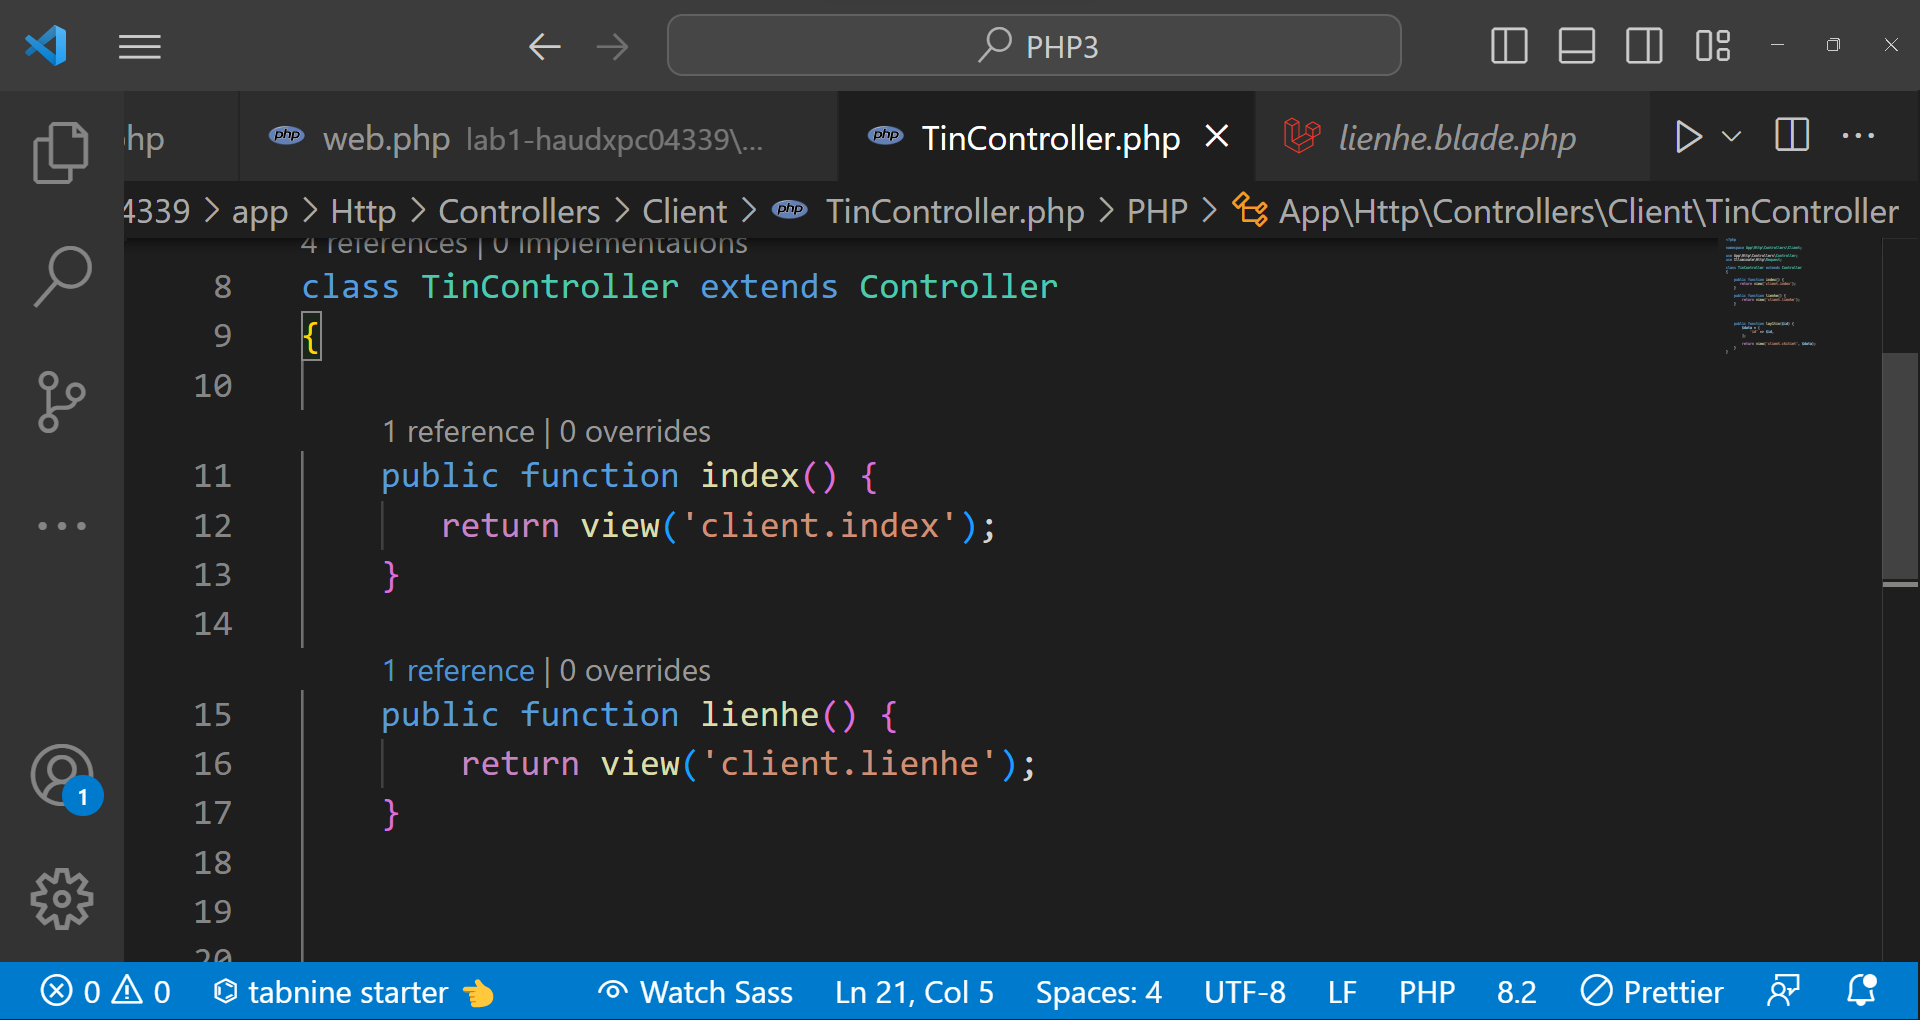 PHP3
hp
web.php lab1-haudxpc04339\...
TinController.php
lienhe.blade.php
4339 > app > Http > Controllers > Client > TinController.php > PHP > App\Http\Controllers\Client\TinController
4 references | 0 implementations
8 class TinController extends Controller
9 {
10
1 reference | 0 overrides
11 public function index() {
12 return view('client.index');
13 }
14
1 reference | 0 overrides
15 public function lienhe() {
16 return view('client.lienhe');
17 }
18
19
20
1
0 0 tabnine starter Watch Sass Ln 21, Col 5 Spaces: 4 UTF-8 LF PHP 8.2 Prettier